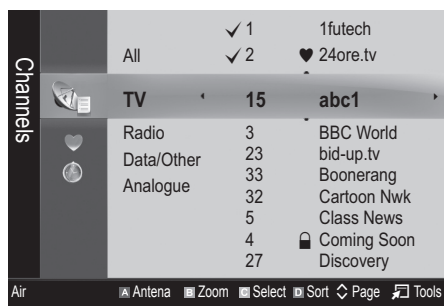 Channels
1 1futech
All 2 24ore.tv
TV 15 abc1
Radio 3 BBC World
Data/Other 23 bid-up.tv
Analogue 33 Boonerang
32 Cartoon Nwk
5 Class News
4 Coming Soon
27 Discovery
Air A Antena B Zoom C Select D Sort Page Tools